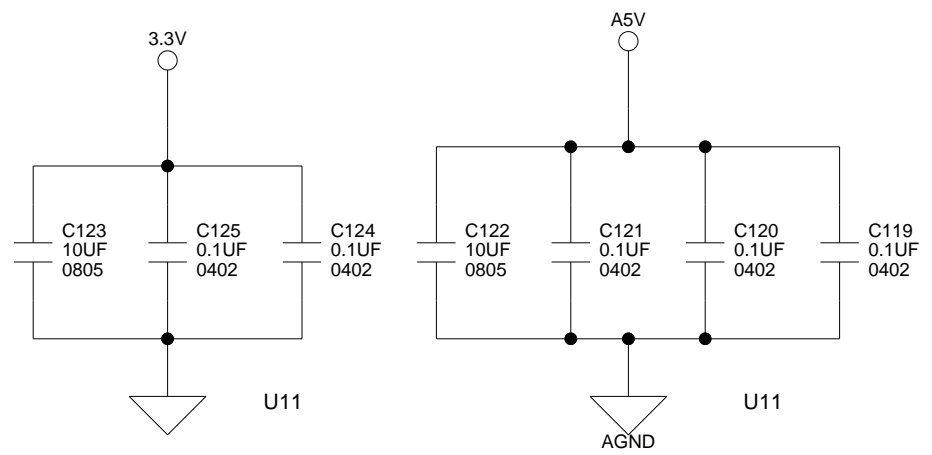 3.3V
C123
10UF
0805
C125
0.1UF
0402
C124
0.1UF
0402
U11
A5V
C122
10UF
0805
C121
0.1UF
0402
C120
0.1UF
0402
C119
0.1UF
0402
AGND
U11